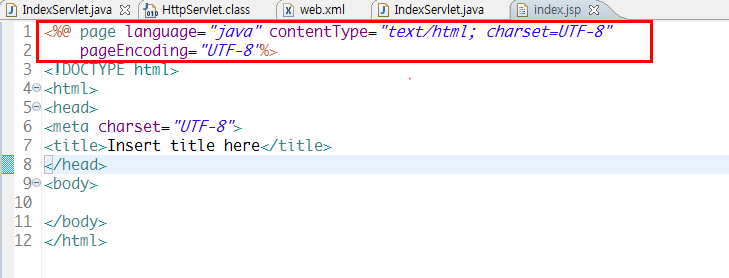 IndexServlet.java HttpServlet.class web.xml IndexServlet.java index.jsp
1 <%@ page language="java" contentType="text/html; charset=UTF-8"
2 pageEncoding="UTF-8"%>
3 <!DOCTYPE html>
4 <html>
5 <head>
6 <meta charset="UTF-8">
7 <title>Insert title here</title>
8 </head>
9 <body>
10
11 </body>
12 </html>